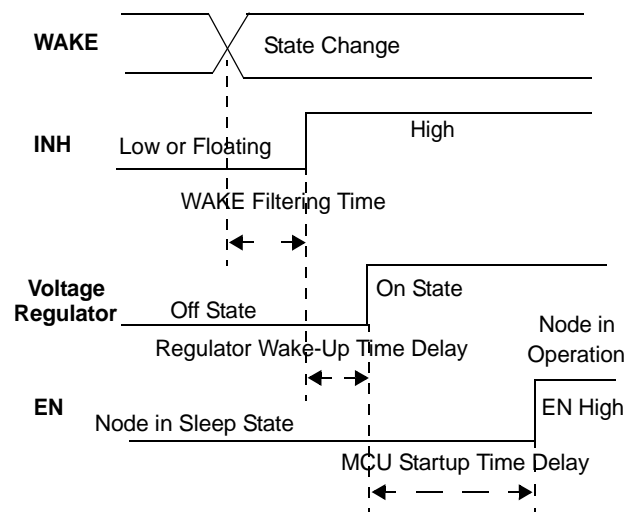 WAKE
State Change
INH
Low or Floating
High
WAKE Filtering Time
Voltage
Regulator
Off State
On State
Regulator Wake-Up Time Delay
Node in
Operation
EN
Node in Sleep State
EN High
MCU Startup Time Delay